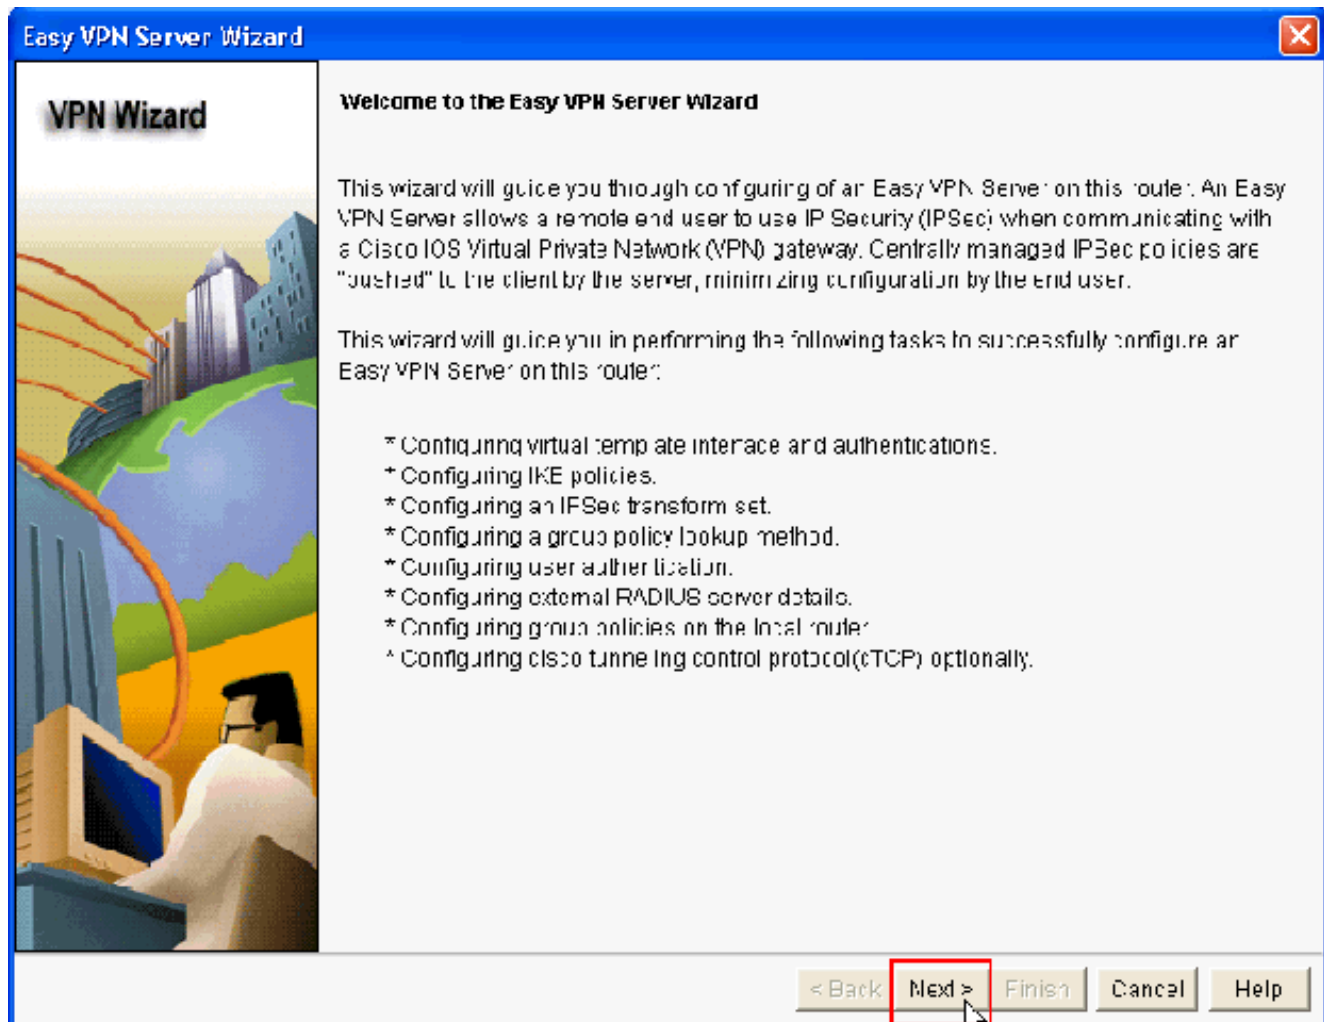 Easy VPN Server Wizard
VPN Wizard
Welcome to the Easy VPN Server Wizard
This wizard will guide you through configuring of an Easy VPN Server on this router. An Easy
VPN Server allows a remote end user to use IP Security (IPSec) when communicating with
a Cisco IOS Virtual Private Network (VPN) gateway. Centrally managed IPSec policies are
"pushed" to the client by the server, minimizing configuration by the end user.
This wizard will guide you in performing the following tasks to successfully configure an
Easy VPN Server on this router:
* Configuring virtual template interface and authentications.
* Configuring IKE policies.
* Configuring an IPSec transform set.
* Configuring a group policy lookup method.
* Configuring user authentication.
* Configuring external RADIUS server details.
* Configuring group policies on the local router
* Configuring cisco tunneling control protocol(cTCP) optionally.
< Back Next > Finish Cancel Help